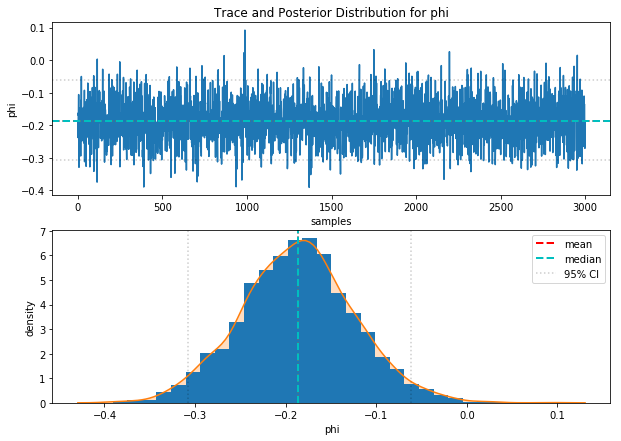 Trace and Posterior Distribution for phi
0.1
0.0
−0.1
−0.2
−0.3
−0.4
phi
0 500 1000 1500 2000 2500 3000
samples
7
6
5
4
3
2
1
0
density
mean
median
95% CI
−0.4 −0.3 −0.2 −0.1 0.0 0.1
phi